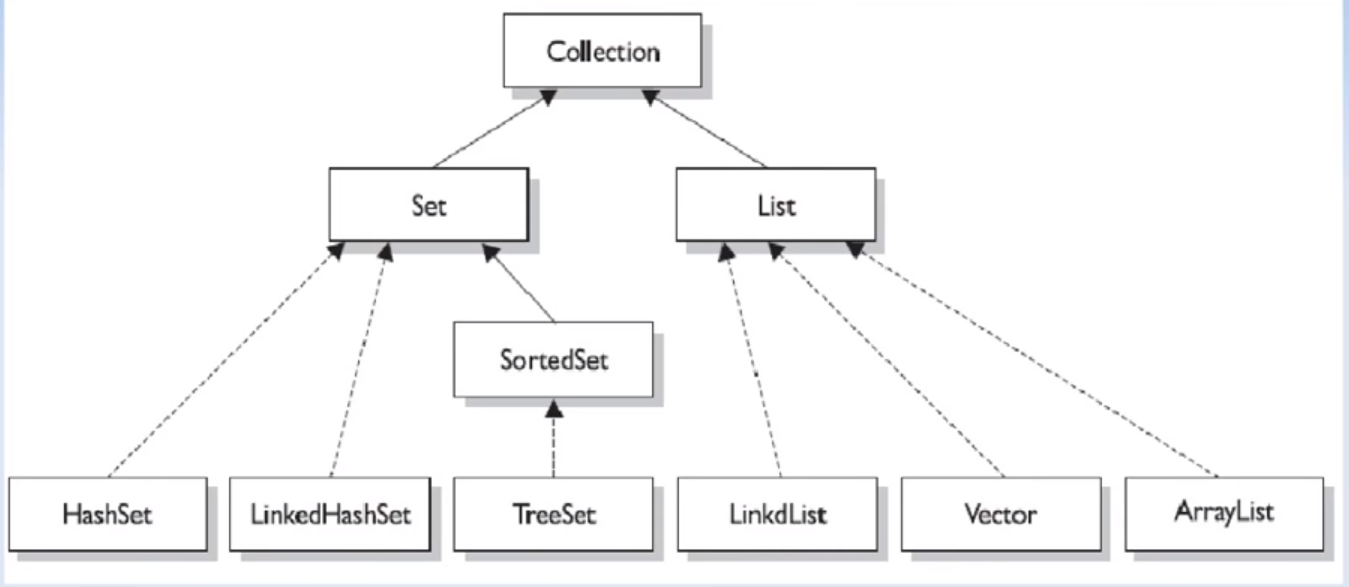 Collection
Set
List
SortedSet
HashSet
LinkedHashSet
TreeSet
LinkdList
Vector
ArrayList